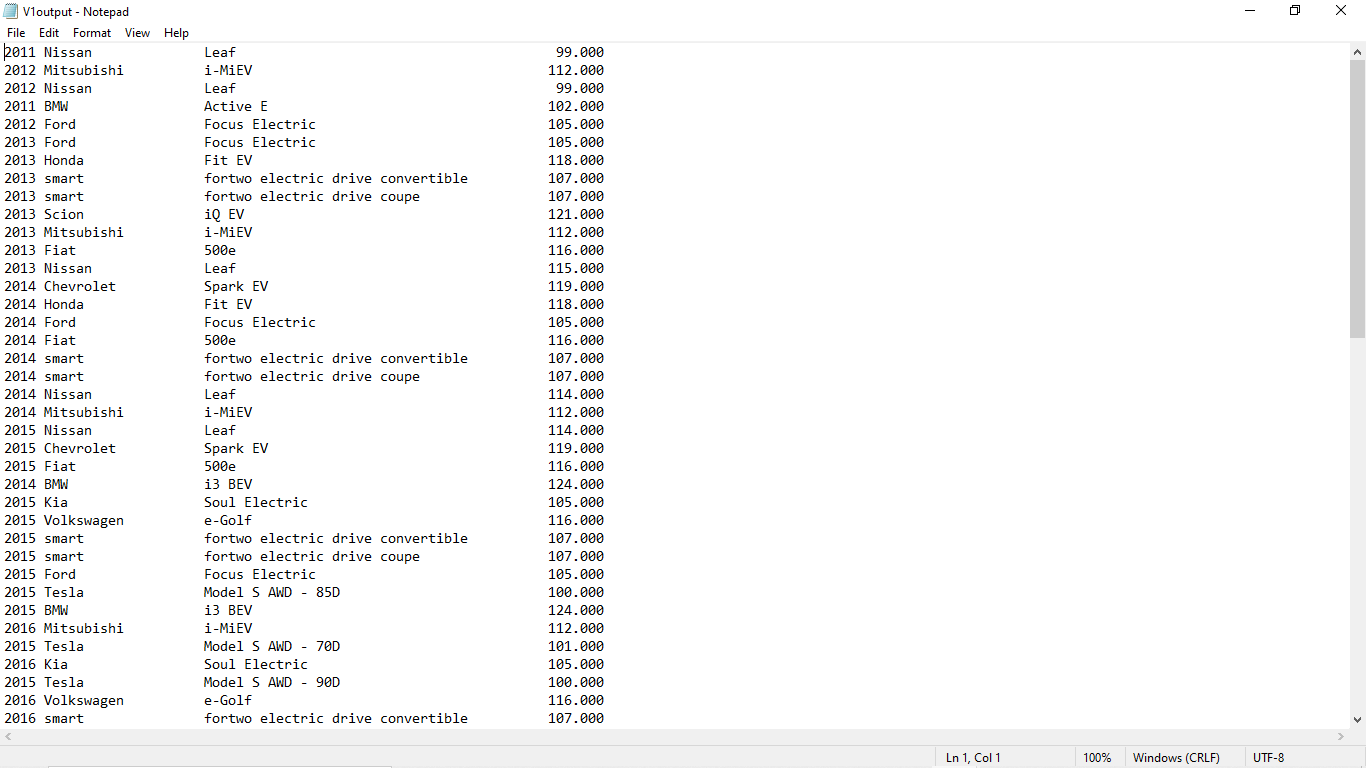 V1output - Notepad
File Edit Format View Help
2011 Nissan Leaf 99.000
2012 Mitsubishi i-MiEV 112.000
2012 Nissan Leaf 99.000
2011 BMW Active E 102.000
2012 Ford Focus Electric 105.000
2013 Ford Focus Electric 105.000
2013 Honda Fit EV 118.000
2013 smart fortwo electric drive convertible 107.000
2013 smart fortwo electric drive coupe 107.000
2013 Scion iQ EV 121.000
2013 Mitsubishi i-MiEV 112.000
2013 Fiat 500e 116.000
2013 Nissan Leaf 115.000
2014 Chevrolet Spark EV 119.000
2014 Honda Fit EV 118.000
2014 Ford Focus Electric 105.000
2014 Fiat 500e 116.000
2014 smart fortwo electric drive convertible 107.000
2014 smart fortwo electric drive coupe 107.000
2014 Nissan Leaf 114.000
2014 Mitsubishi i-MiEV 112.000
2015 Nissan Leaf 114.000
2015 Chevrolet Spark EV 119.000
2015 Fiat 500e 116.000
2014 BMW i3 BEV 124.000
2015 Kia Soul Electric 105.000
2015 Volkswagen e-Golf 116.000
2015 smart fortwo electric drive convertible 107.000
2015 smart fortwo electric drive coupe 107.000
2015 Ford Focus Electric 105.000
2015 Tesla Model S AWD - 85D 100.000
2015 BMW i3 BEV 124.000
2016 Mitsubishi i-MiEV 112.000
2015 Tesla Model S AWD - 70D 101.000
2016 Kia Soul Electric 105.000
2015 Tesla Model S AWD - 90D 100.000
2016 Volkswagen e-Golf 116.000
2016 smart fortwo electric drive convertible 107.000
Ln 1, Col 1 100% Windows (CRLF) UTF-8